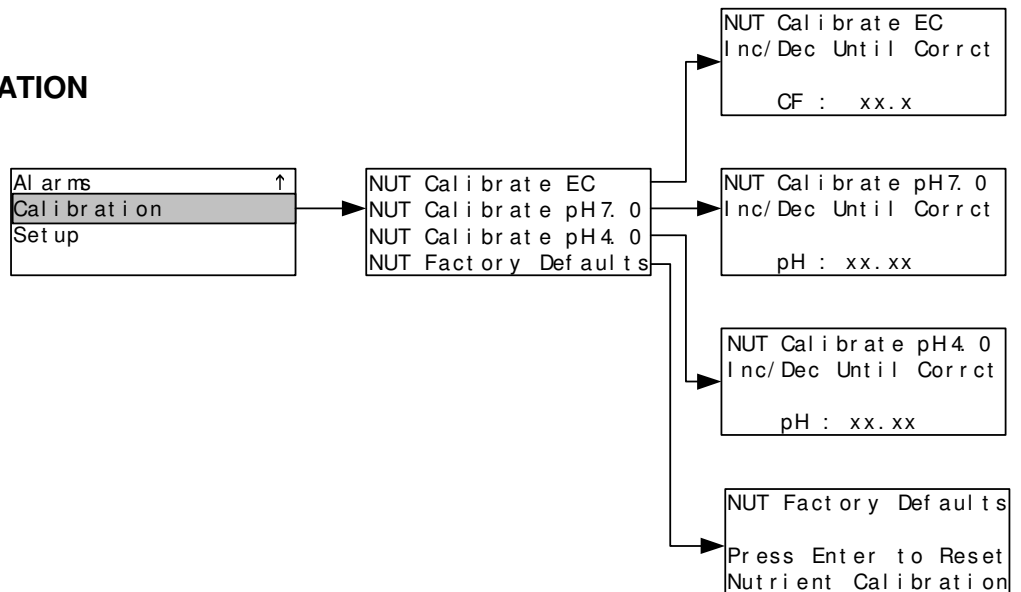 ATION
Alarms ↑
Calibration
Setup
NUT Calibrate EC
NUT Calibrate pH7.0
NUT Calibrate pH4.0
NUT Factory Defaults
NUT Calibrate EC
Inc/Dec Until Corrct
CF : xx.x
NUT Calibrate pH7.0
Inc/Dec Until Corrct
pH : xx.xx
NUT Calibrate pH4.0
Inc/Dec Until Corrct
pH : xx.xx
NUT Factory Defaults
Press Enter to Reset
Nutrient Calibration